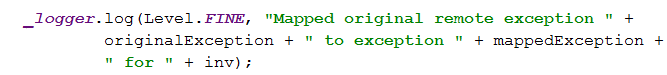 _logger.log(Level.FINE, "Mapped original remote exception " +
originalException + " to exception " + mappedException +
" for " + inv);